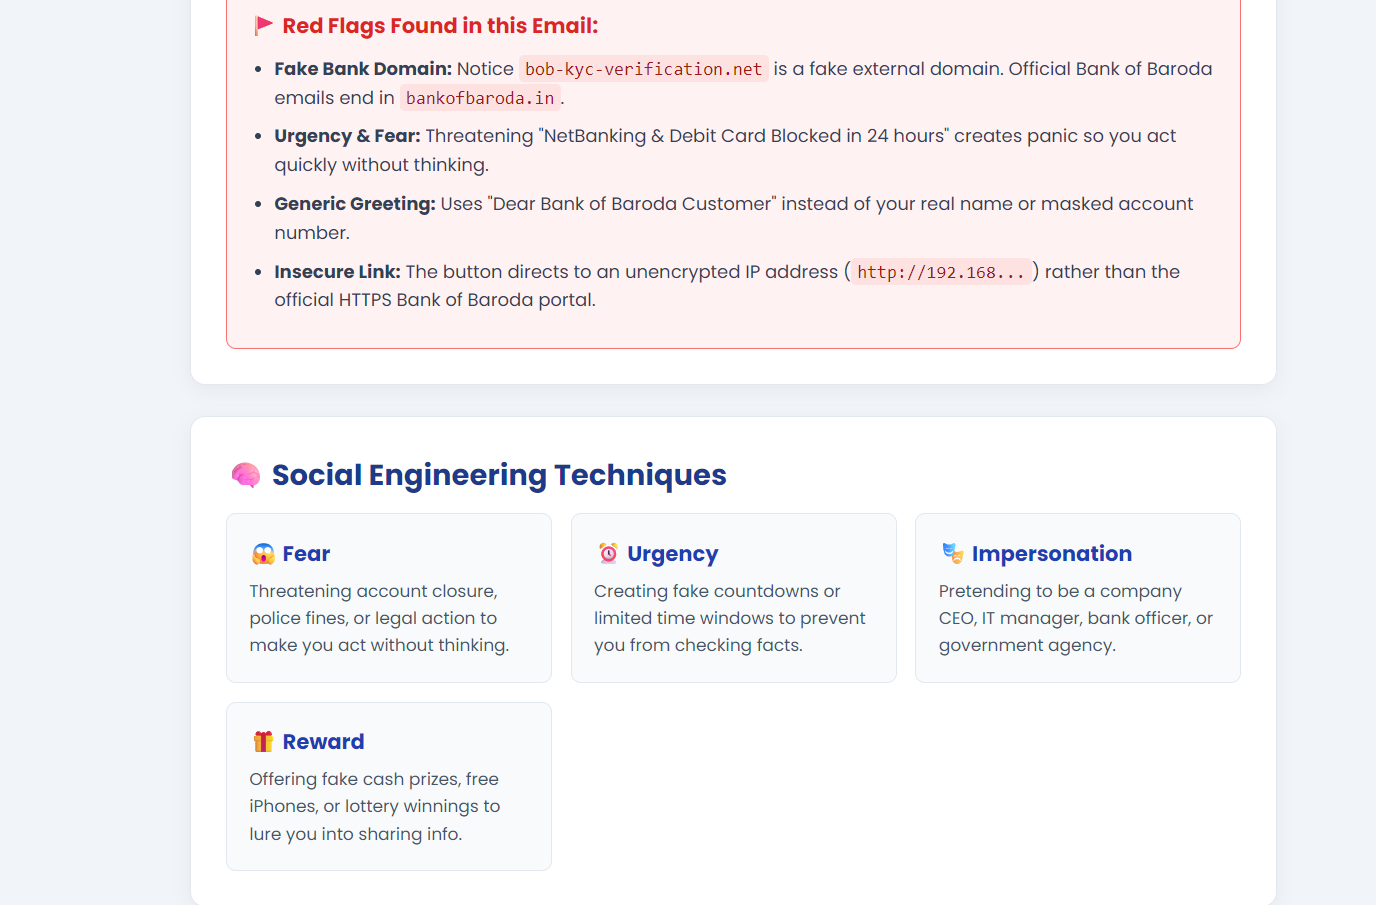 Red Flags Found in this Email:
Fake Bank Domain: Notice bob-kyc-verification.net is a fake external domain. Official Bank of Baroda
emails end in bankofbaroda.in.
Urgency & Fear: Threatening "NetBanking & Debit Card Blocked in 24 hours" creates panic so you act
quickly without thinking.
Generic Greeting: Uses "Dear Bank of Baroda Customer" instead of your real name or masked account
number.
Insecure Link: The button directs to an unencrypted IP address (http://192.168...) rather than the
official HTTPS Bank of Baroda portal.
Social Engineering Techniques
Fear
Threatening account closure,
police fines, or legal action to
make you act without thinking.
Urgency
Creating fake countdowns or
limited time windows to prevent
you from checking facts.
Impersonation
Pretending to be a company
CEO, IT manager, bank officer, or
government agency.
Reward
Offering fake cash prizes, free
iPhones, or lottery winnings to
lure you into sharing info.